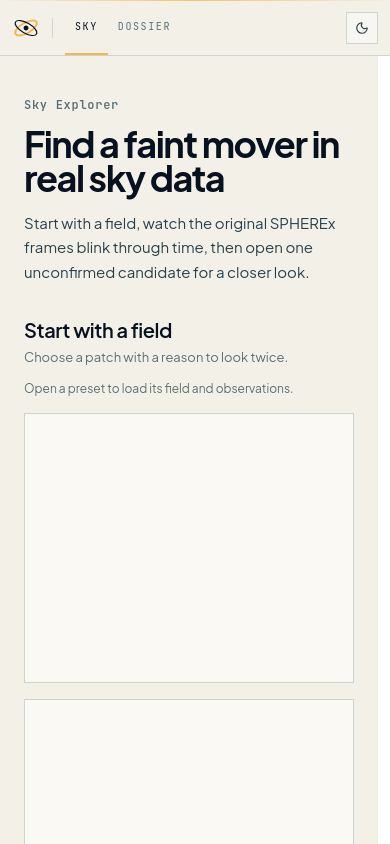 SKY DOSSIER
Sky Explorer
Find a faint mover in
real sky data
Start with a field, watch the original SPHEREx
frames blink through time, then open one
unconfirmed candidate for a closer look.
Start with a field
Choose a patch with a reason to look twice.
Open a preset to load its field and observations.